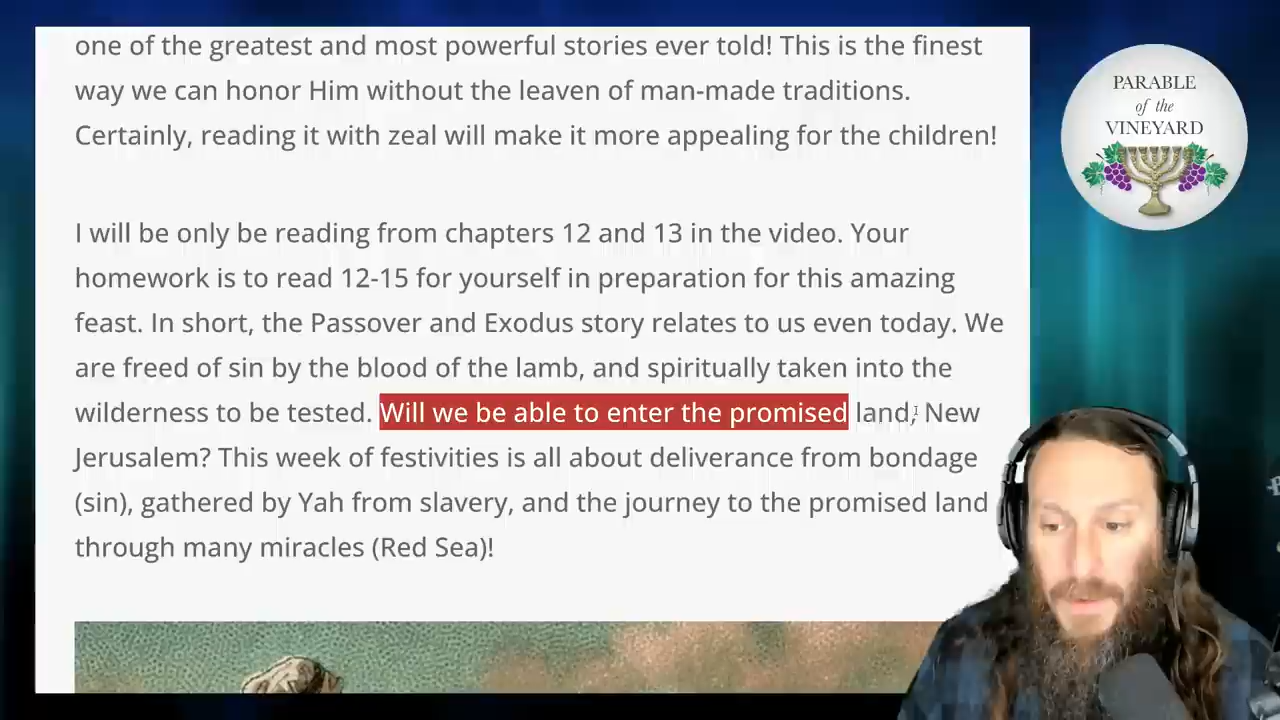 one of the greatest and most powerful stories ever told! This is the finest
way we can honor Him without the leaven of man-made traditions.
Certainly, reading it with zeal will make it more appealing for the children!
I will be only be reading from chapters 12 and 13 in the video. Your
homework is to read 12-15 for yourself in preparation for this amazing
feast. In short, the Passover and Exodus story relates to us even today. We
are freed of sin by the blood of the lamb, and spiritually taken into the
wilderness to be tested. Will we be able to enter the promised land, New
Jerusalem? This week of festivities is all about deliverance from bondage
(sin), gathered by Yah from slavery, and the journey to the promised land
through many miracles (Red Sea)!
PARABLE
of the
VINEYARD